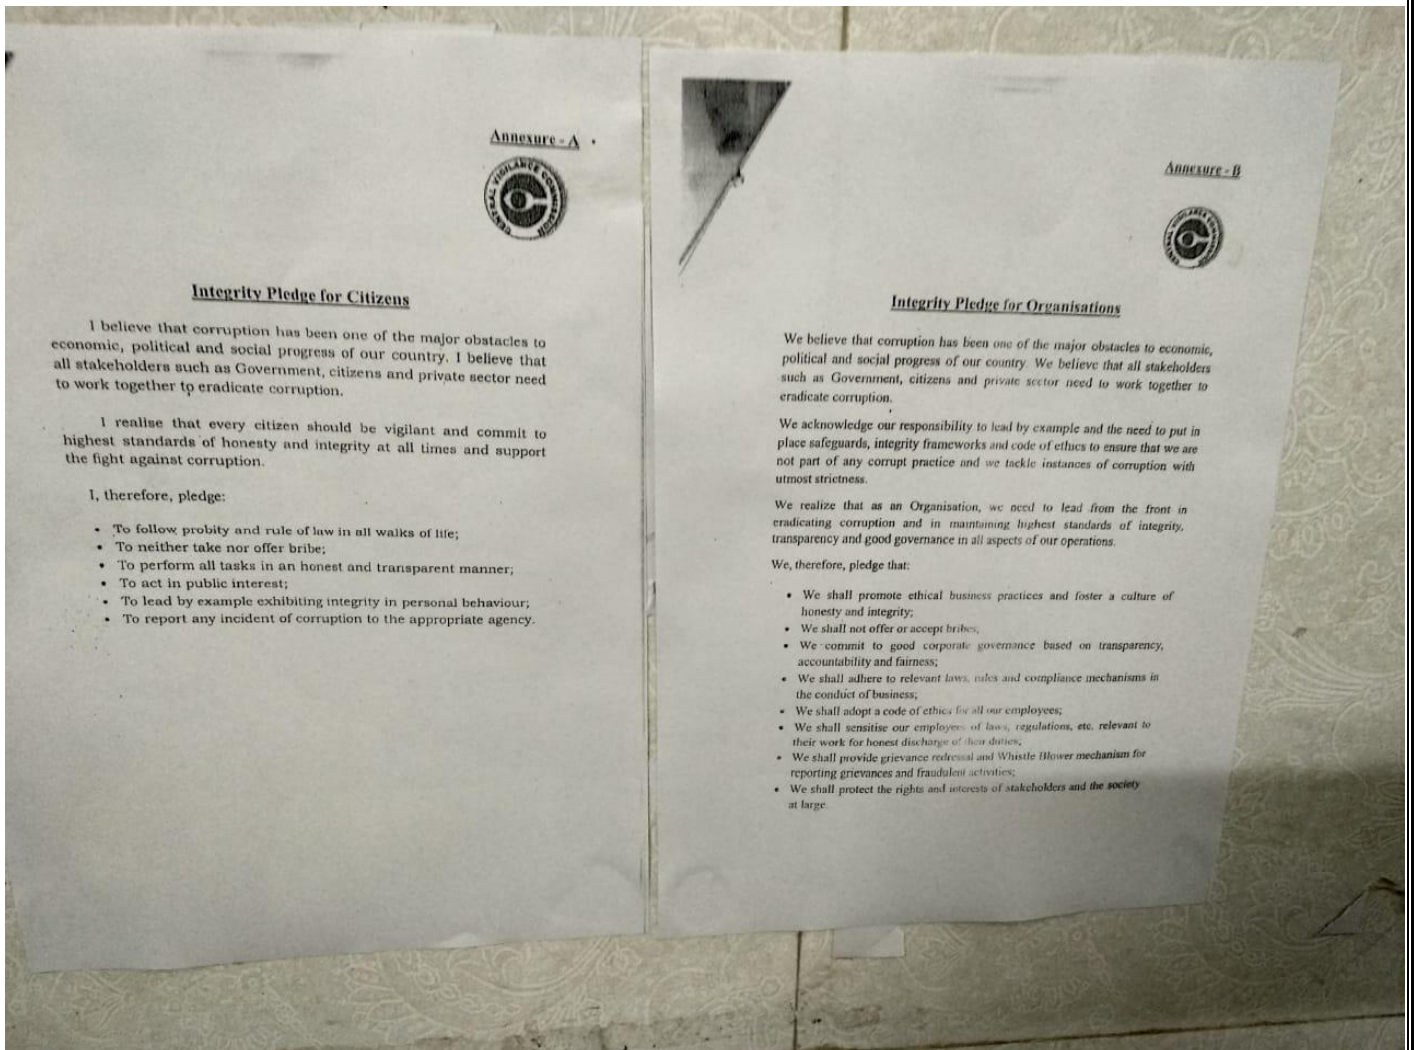 Annexure - A
CENTRAL VIGILANCE COMMISSION
Integrity Pledge for Citizens
I believe that corruption has been one of the major obstacles to
economic, political and social progress of our country. I believe that
all stakeholders such as Government, citizens and private sector need
to work together to eradicate corruption.
I realise that every citizen should be vigilant and commit to
highest standards of honesty and integrity at all times and support
the fight against corruption.
I, therefore, pledge:
• To follow probity and rule of law in all walks of life;
• To neither take nor offer bribe;
• To perform all tasks in an honest and transparent manner;
• To act in public interest;
• To lead by example exhibiting integrity in personal behaviour;
• To report any incident of corruption to the appropriate agency.
Annexure - B
CENTRAL VIGILANCE COMMISSION
Integrity Pledge for Organisations
We believe that corruption has been one of the major obstacles to economic,
political and social progress of our country. We believe that all stakeholders
such as Government, citizens and private sector need to work together to
eradicate corruption.
We acknowledge our responsibility to lead by example and the need to put in
place safeguards, integrity frameworks and code of ethics to ensure that we are
not part of any corrupt practice and we tackle instances of corruption with
utmost strictness.
We realize that as an Organisation, we need to lead from the front in
eradicating corruption and in maintaining highest standards of integrity,
transparency and good governance in all aspects of our operations.
We, therefore, pledge that:
• We shall promote ethical business practices and foster a culture of
honesty and integrity;
• We shall not offer or accept bribes;
• We commit to good corporate governance based on transparency,
accountability and fairness;
• We shall adhere to relevant laws, rules and compliance mechanisms in
the conduct of business;
• We shall adopt a code of ethics for all our employees;
• We shall sensitise our employees of laws, regulations, etc. relevant to
their work for honest discharge of their duties;
• We shall provide grievance redressal and Whistle Blower mechanism for
reporting grievances and fraudulent activities;
• We shall protect the rights and interests of stakeholders and the society
at large.